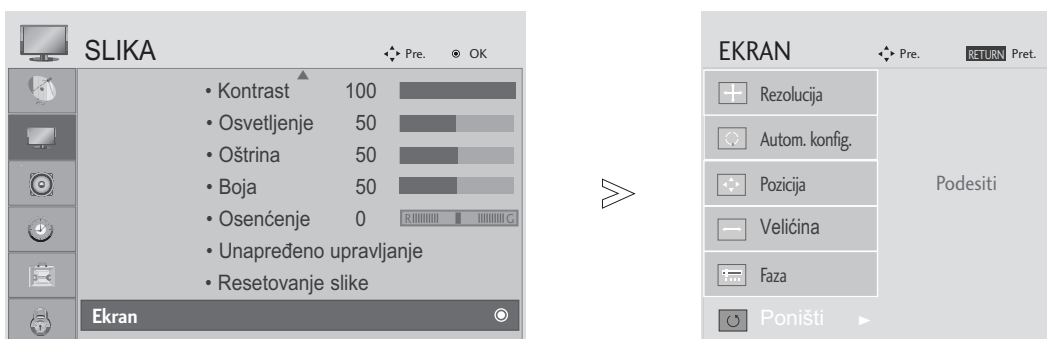 SLIKA Pre. OK
• Kontrast 100
• Osvetljenje 50
• Oštrina 50
• Boja 50
• Osenćenje 0 R G
• Unapređeno upravljanje
• Resetovanje slike
Ekran
EKRAN Pre. RETURN Pret.
Rezolucija
Autom. konfig.
Pozicija
Velićina
Faza
Poništi ►
Podesiti